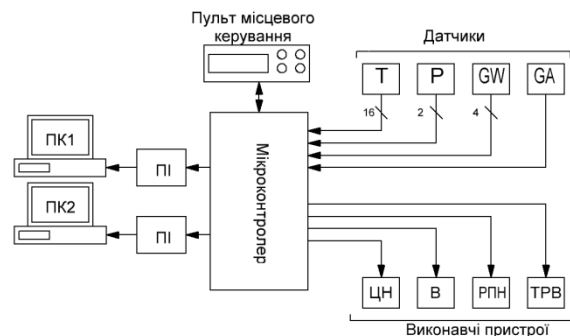 Пульт місцевого
керування
Датчики
T
P
GW
GA
16
2
4
ПК1
ПІ
ПК2
ПІ
Мікроконтролер
ЦН
В
РПН
ТРВ
Виконавчі пристрої